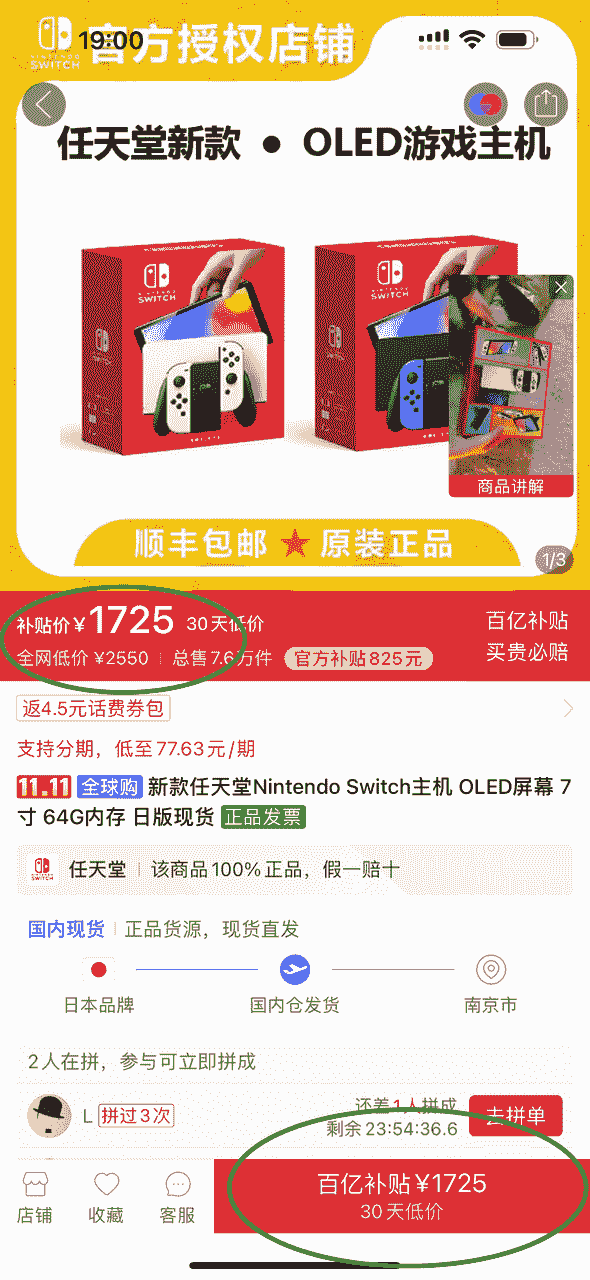 官方授权店铺
NINTENDO
SWITCH
19:00
任天堂新款 ● OLED游戏主机
NINTENDO
SWITCH
NINTENDO
SWITCH
商品讲解
顺丰包邮 ★ 原装正品
1/3
补贴价¥1725 30天低价
百亿补贴
全网低价 ¥2550 | 总售7.6万件 官方补贴825元
买贵必赔
返4.5元话费券包
支持分期，低至77.63元/期
11.11 全球购 新款任天堂Nintendo Switch主机 OLED屏幕 7
寸 64G内存 日版现货 正品发票
任天堂 | 该商品100%正品，假一赔十
国内现货 | 正品货源，现货直发
日本品牌 国内仓发货 南京市
2人在拼，参与可立即拼成
L 拼过3次
还差1人拼成
剩余23:54:36.6
去拼单
店铺 收藏 客服
百亿补贴¥1725
30天低价